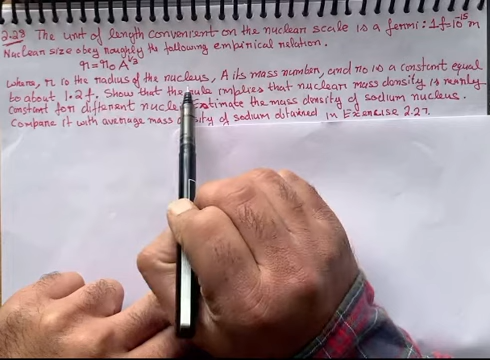 2.28 The unit of length convenient on the nuclear scale is a fermi: 1f=10⁻¹⁵m
Nuclear size obey roughly the following empirical relation.
r = r₀ A^1/3
where, r is the radius of the nucleus, A its mass number, and r₀ is a constant equal
to about 1.2f. Show that the rule implies that nuclear mass density is nearly
constant for different nuclei Estimate the mass density of sodium nucleus.
Compare it with average mass density of sodium obtained in Exercise 2.27.